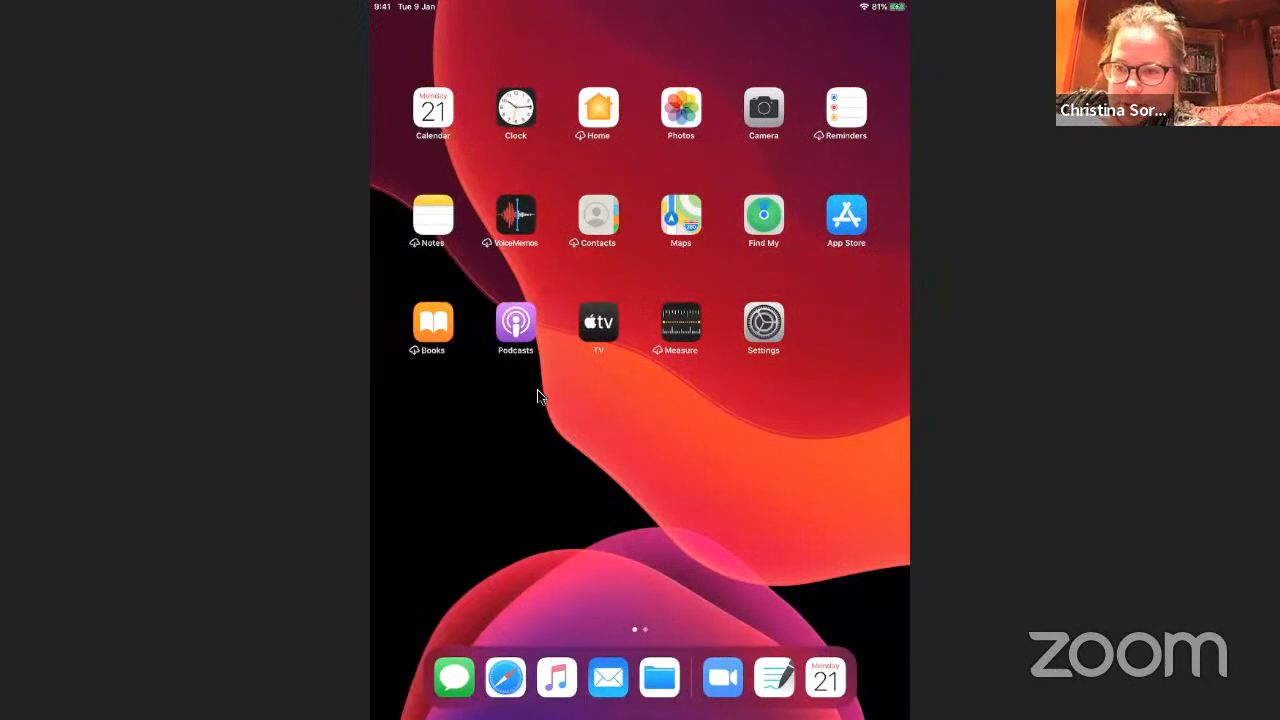 9:41 Tue 9 Jan
81%
Christina Sor...
Monday
21
Calendar
Clock
Home
Photos
Camera
Reminders
Notes
VoiceMemos
Contacts
Maps
Find My
App Store
Books
Podcasts
tv
TV
Measure
Settings
Monday
21
zoom